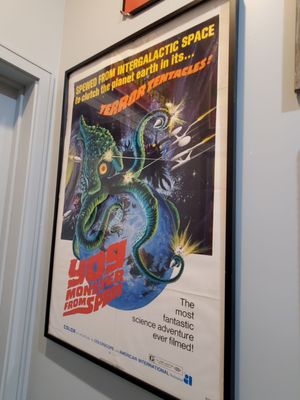 SPEWED FROM INTERGALACTIC SPACE
to clutch the planet earth in its...
TERROR TENTACLES!
YOG
MONSTER
FROM SPACE
The
most
fantastic
science adventure
ever filmed!
COLOR
COLORSCOPE
AMERICAN INTERNATIONAL
G